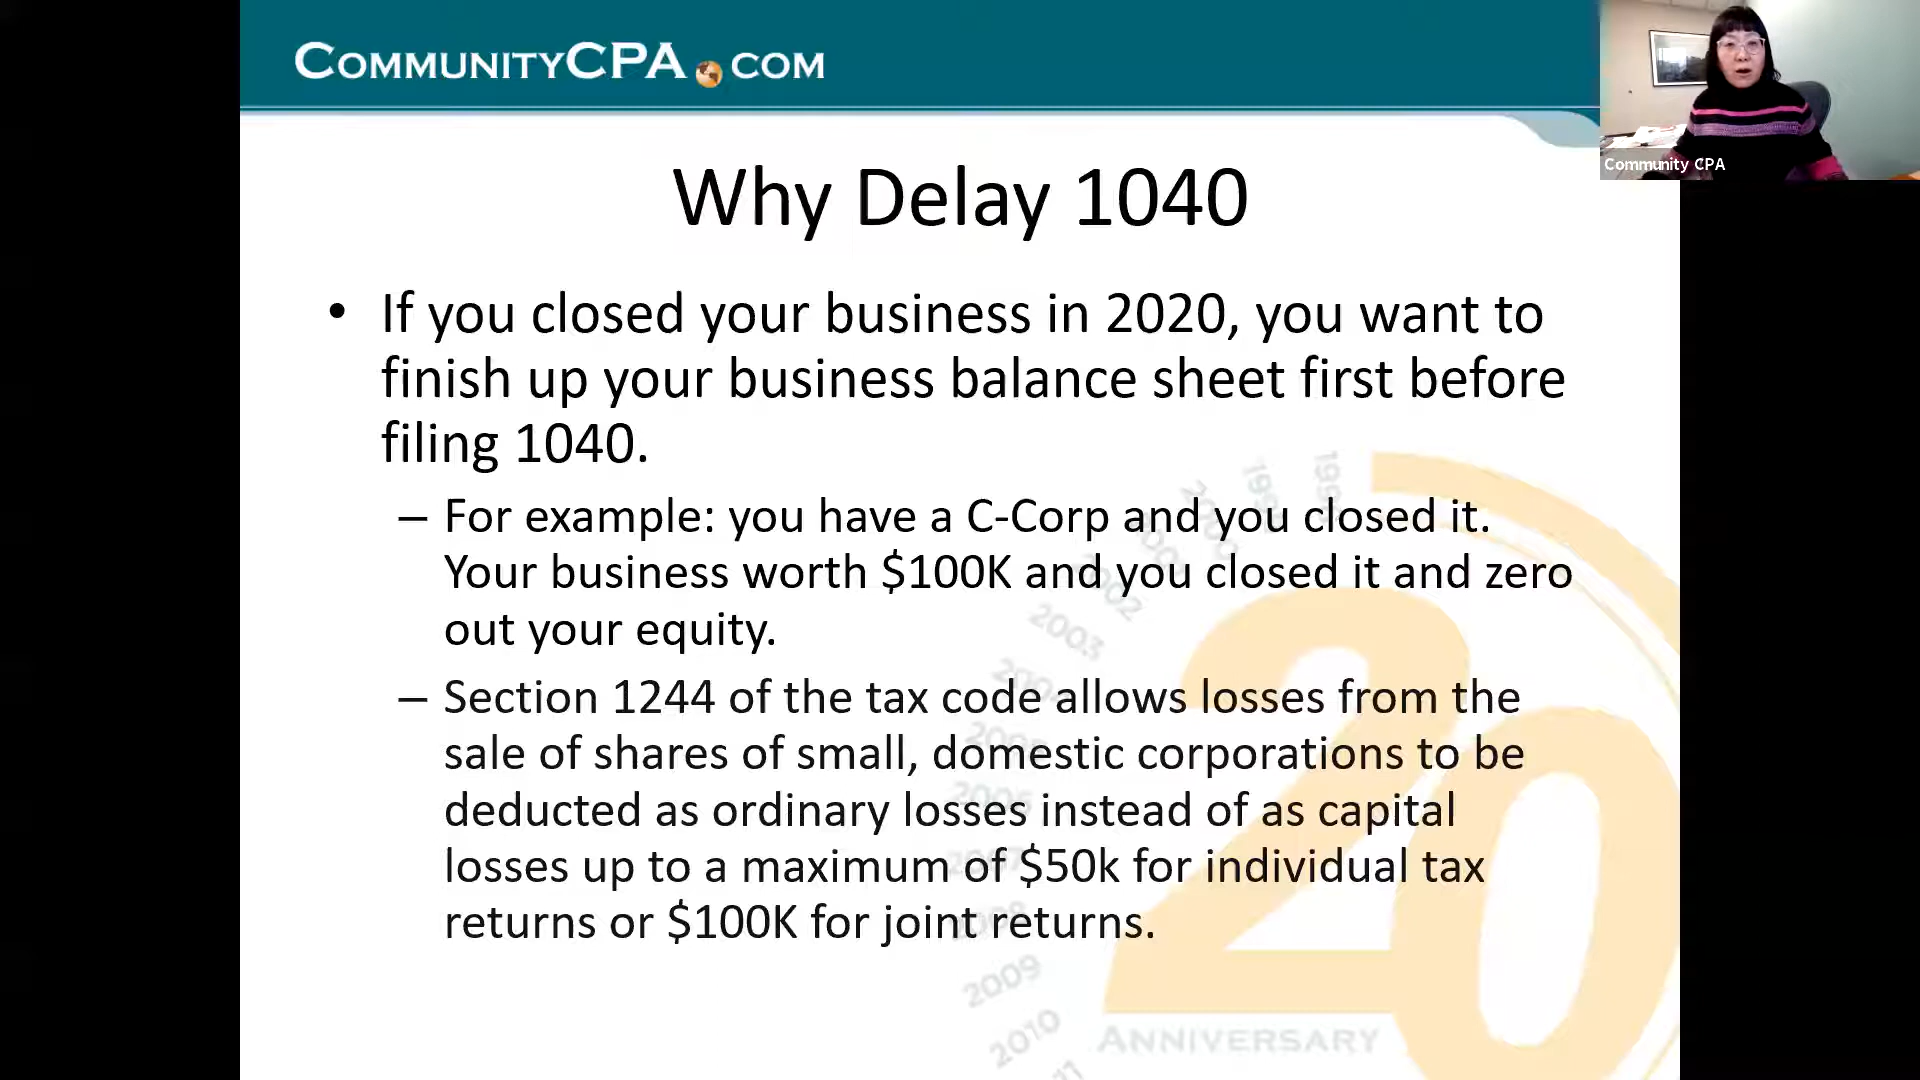 COMMUNITYCPA.COM
Community CPA
Why Delay 1040
• If you closed your business in 2020, you want to
finish up your business balance sheet first before
filing 1040.
– For example: you have a C-Corp and you closed it.
Your business worth $100K and you closed it and zero
out your equity.
– Section 1244 of the tax code allows losses from the
sale of shares of small, domestic corporations to be
deducted as ordinary losses instead of as capital
losses up to a maximum of $50k for individual tax
returns or $100K for joint returns.
2002
2003
2009
2010
20
ANNIVERSARY